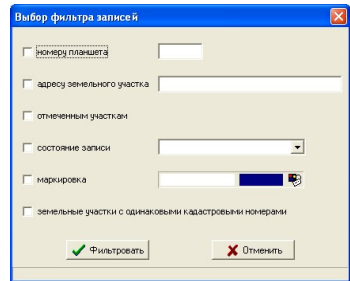 Выбор фильтра записей
номеру планшета
адресу земельного участка
отмеченным участкам
состояние записи
маркировка
земельные участки с одинаковыми кадастровыми номерами
Фильтровать
Отменить